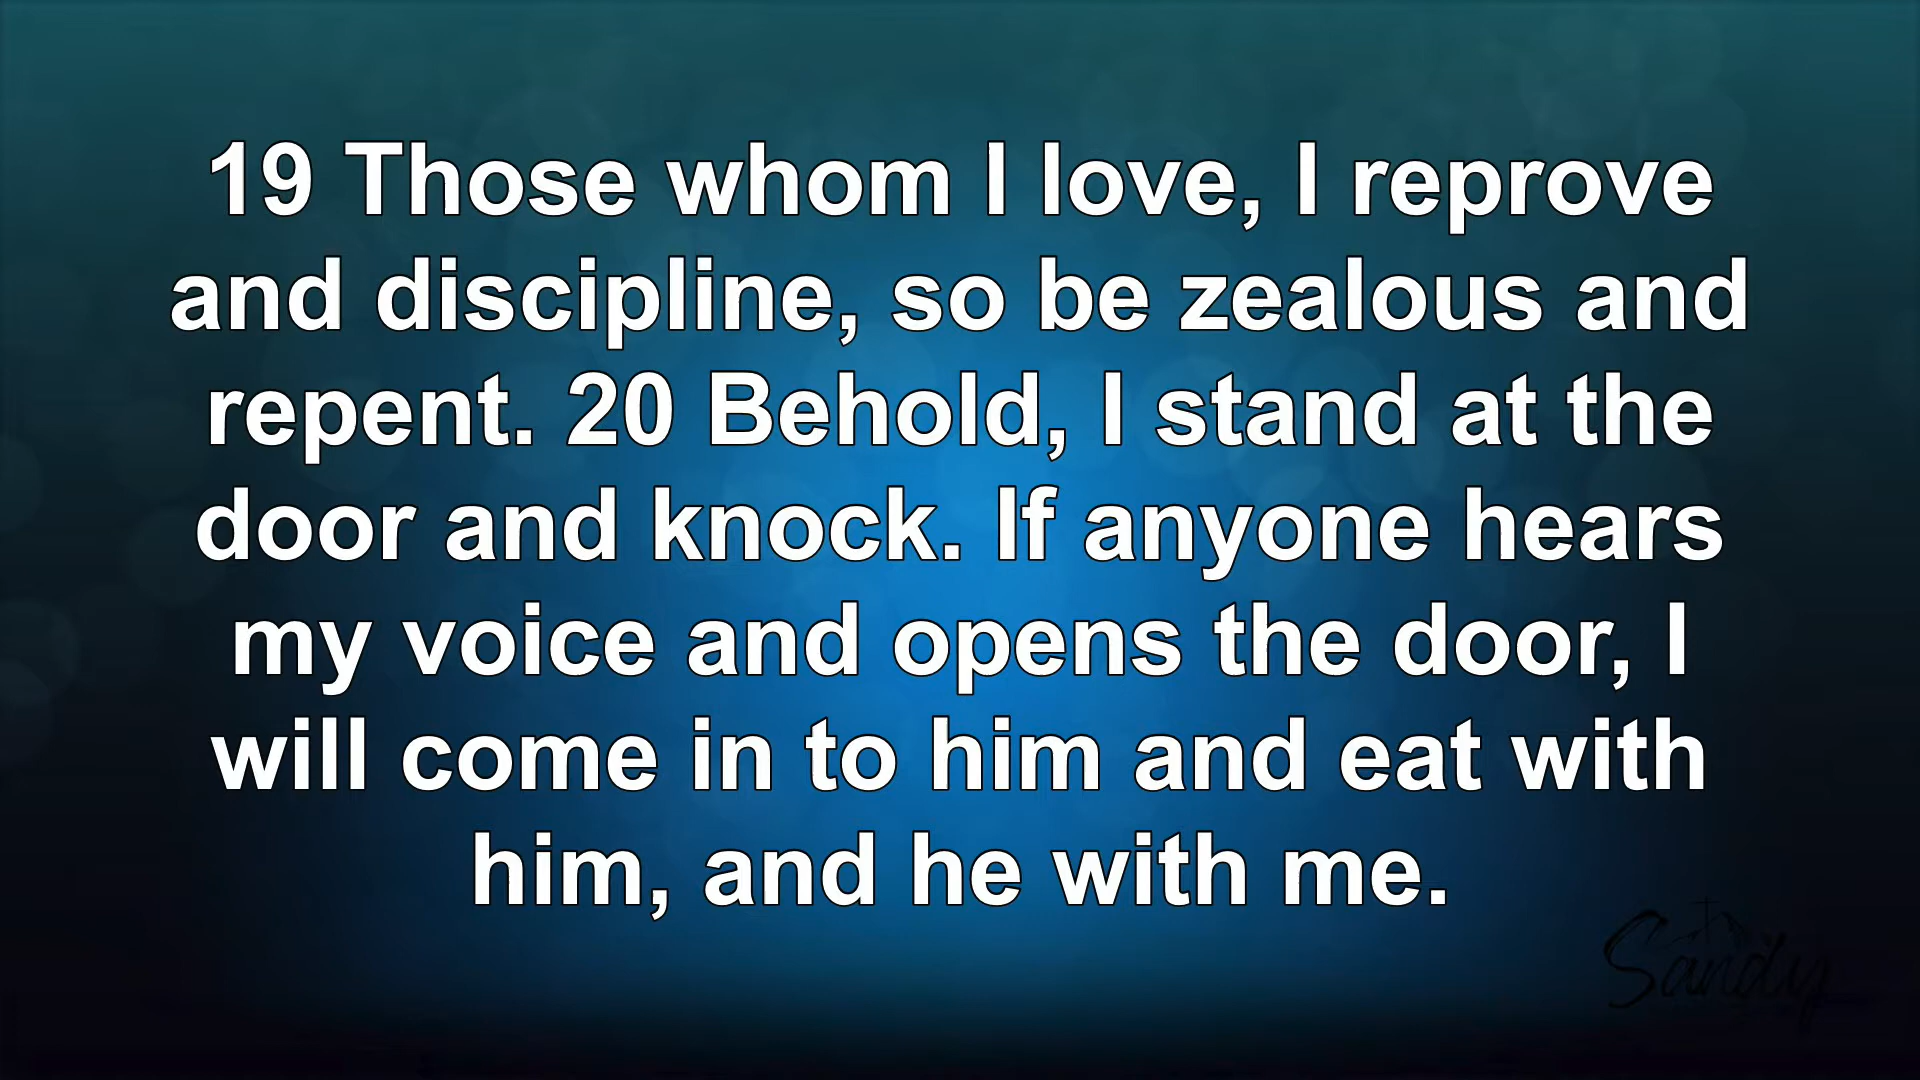 19 Those whom I love, I reprove
and discipline, so be zealous and
repent. 20 Behold, I stand at the
door and knock. If anyone hears
my voice and opens the door, I
will come in to him and eat with
him, and he with me.
Sandy